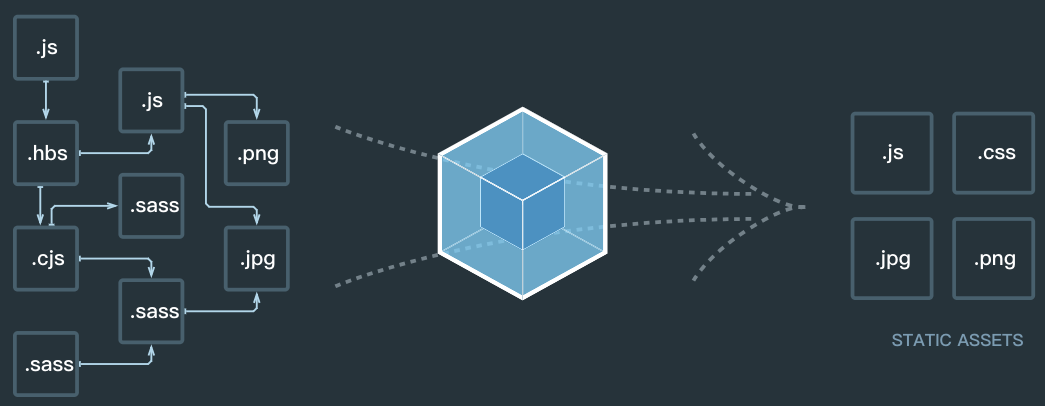 .js
.js
.hbs
.png
.sass
.cjs
.jpg
.sass
.sass
.js
.css
.jpg
.png
STATIC ASSETS